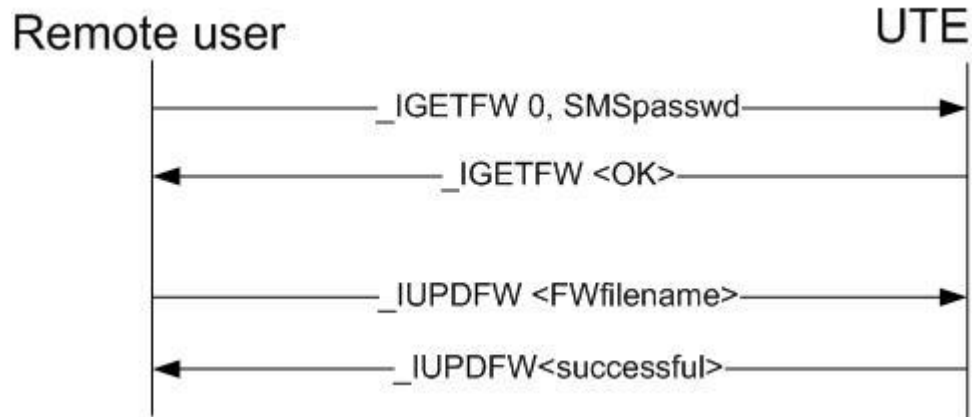 Remote user
UTE
_IGETFW 0, SMSpasswd
_IGETFW <OK>
_IUPDFW <FWfilename>
_IUPDFW<successful>